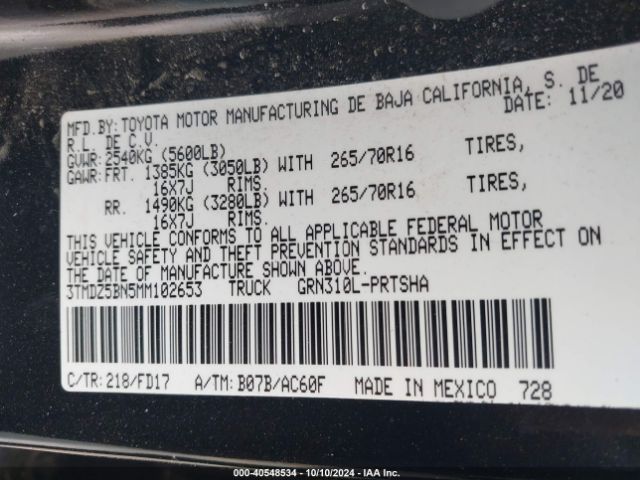 MFD.BY: TOYOTA MOTOR MANUFACTURING DE BAJA CALIFORNIA, S. DE
R.L. DE C.V. DATE: 11/20
GVWR: 2540KG (5600LB)
GAWR: FRT. 1385KG (3050LB) WITH 265/70R16 TIRES,
16X7J RIMS.
RR. 1490KG (3280LB) WITH 265/70R16 TIRES,
16X7J RIMS.
THIS VEHICLE CONFORMS TO ALL APPLICABLE FEDERAL MOTOR
VEHICLE SAFETY AND THEFT PREVENTION STANDARDS IN EFFECT ON
THE DATE OF MANUFACTURE SHOWN ABOVE.
3TMDZ5BN5MM102653 TRUCK GRN310L-PRTSHA
C/TR: 218/FD17 A/TM: B07B/AC60F MADE IN MEXICO 728
000-40548534 - 10/10/2024 - IAA Inc.